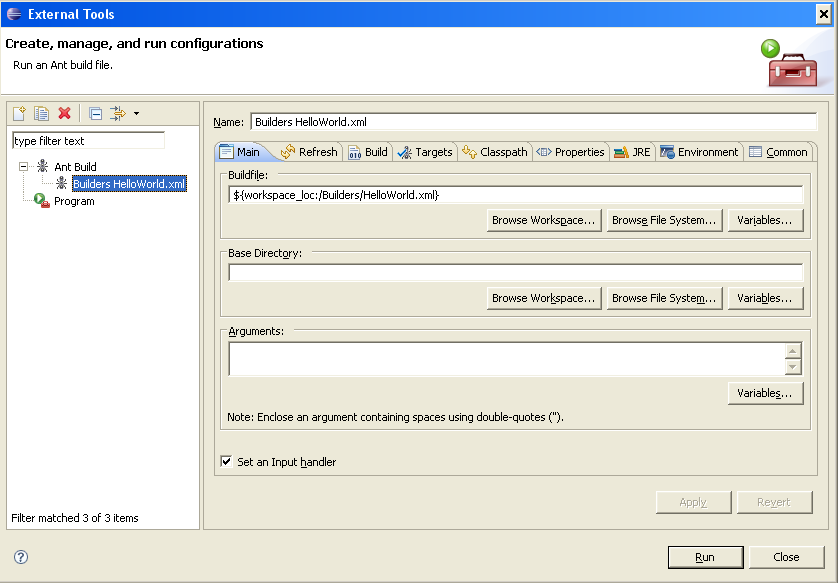 External Tools
Create, manage, and run configurations
Run an Ant build file.
type filter text
Ant Build
Builders HelloWorld.xml
Program
Filter matched 3 of 3 items
Name: Builders HelloWorld.xml
Main Refresh Build Targets Classpath Properties JRE Environment Common
Buildfile:
${workspace_loc:/Builders/HelloWorld.xml}
Browse Workspace... Browse File System... Variables...
Base Directory:
Browse Workspace... Browse File System... Variables...
Arguments:
Variables...
Note: Enclose an argument containing spaces using double-quotes (").
Set an Input handler
Apply Revert
Run Close